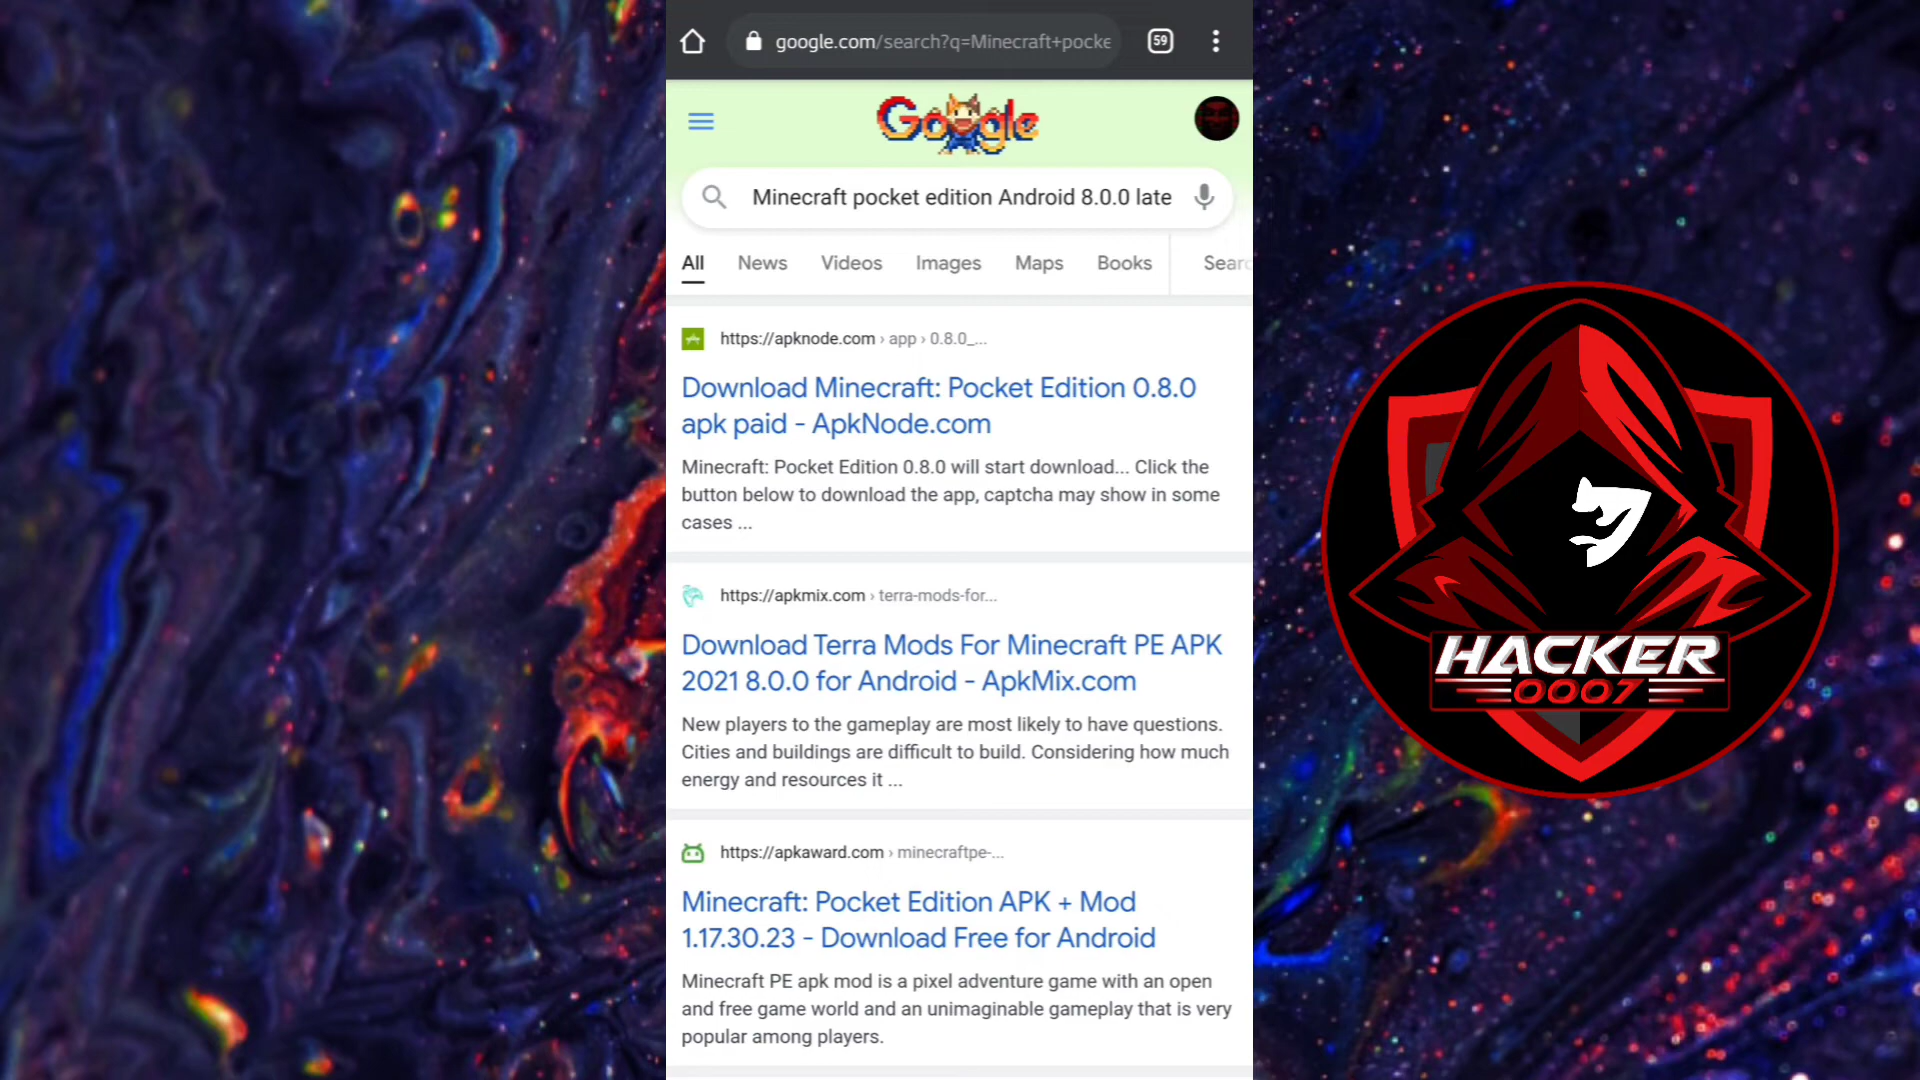 google.com/search?q=Minecraft+pocke
59
Google
Minecraft pocket edition Android 8.0.0 late
All News Videos Images Maps Books Searc
https://apknode.com › app › 0.8.0_...
Download Minecraft: Pocket Edition 0.8.0
apk paid - ApkNode.com
Minecraft: Pocket Edition 0.8.0 will start download... Click the
button below to download the app, captcha may show in some
cases ...
https://apkmix.com › terra-mods-for...
Download Terra Mods For Minecraft PE APK
2021 8.0.0 for Android - ApkMix.com
New players to the gameplay are most likely to have questions.
Cities and buildings are difficult to build. Considering how much
energy and resources it ...
https://apkaward.com › minecraftpe-...
Minecraft: Pocket Edition APK + Mod
1.17.30.23 - Download Free for Android
Minecraft PE apk mod is a pixel adventure game with an open
and free game world and an unimaginable gameplay that is very
popular among players.
HACKER
0007